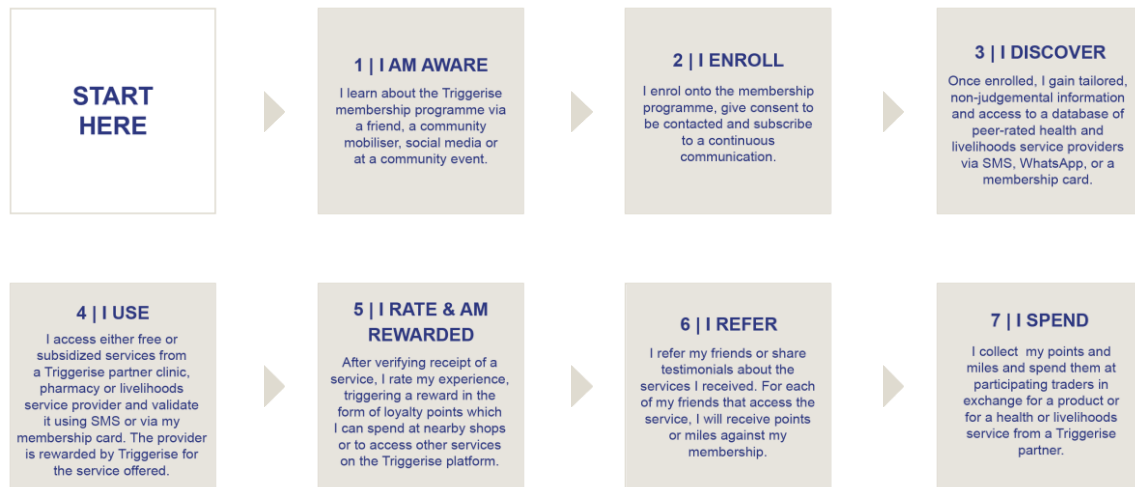 START
HERE
1 | I AM AWARE
I learn about the Triggerise
membership programme via
a friend, a community
mobiliser, social media or
at a community event.
2 | I ENROLL
I enrol onto the membership
programme, give consent to
be contacted and subscribe
to a continuous
communication.
3 | I DISCOVER
Once enrolled, I gain tailored,
non-judgemental information
and access to a database of
peer-rated health and
livelihoods service providers
via SMS, WhatsApp, or a
membership card.
4 | I USE
I access either free or
subsidized services from
a Triggerise partner clinic,
pharmacy or livelihoods
service provider and validate
it using SMS or via my
membership card. The provider
is rewarded by Triggerise for
the service offered.
5 | I RATE & AM
REWARDED
After verifying receipt of a
service, I rate my experience,
triggering a reward in the
form of loyalty points which
I can spend at nearby shops
or to access other services
on the Triggerise platform.
6 | I REFER
I refer my friends or share
testimonials about the
services I received. For each
of my friends that access the
service, I will receive points
or miles against my
membership.
7 | I SPEND
I collect my points and
miles and spend them at
participating traders in
exchange for a product or
for a health or livelihoods
service from a Triggerise
partner.